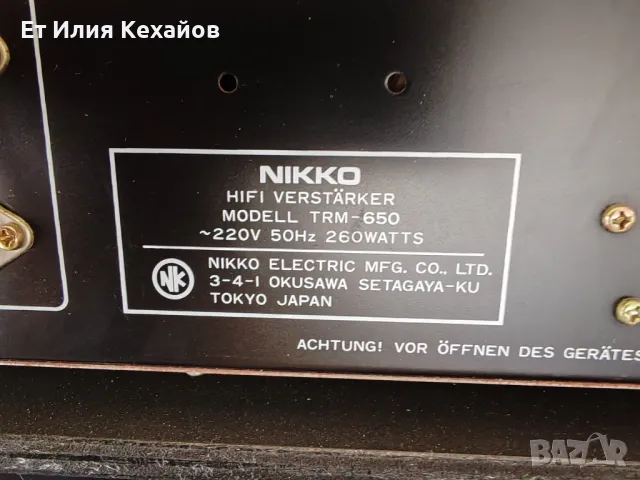 Ет Илия Кехайов
NIKKO
HIFI VERSTÄRKER
MODELL TRM-650
~220V 50Hz 260WATTS
NK
NIKKO ELECTRIC MFG. CO., LTD.
3-4-1 OKUSAWA SETAGAYA-KU
TOKYO JAPAN
ACHTUNG! VOR ÖFFNEN DES GERÄTES
BAZAR